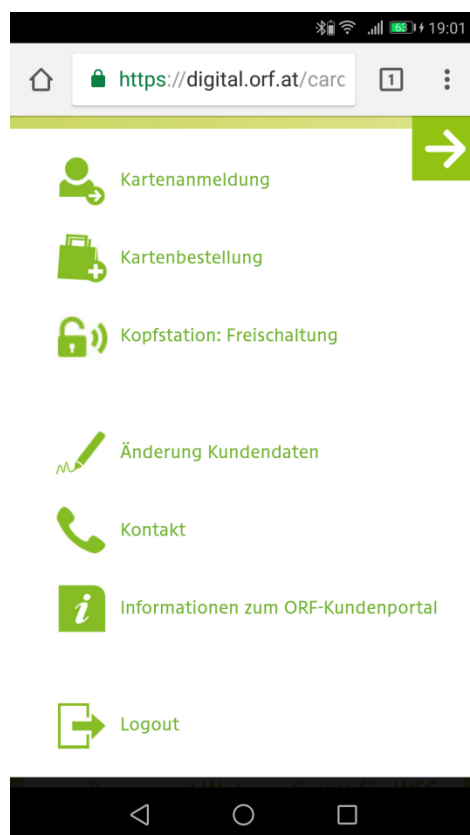 63 19:01
https://digital.orf.at/carc
1
Kartenanmeldung
Kartenbestellung
Kopfstation: Freischaltung
Änderung Kundendaten
Kontakt
Informationen zum ORF-Kundenportal
Logout